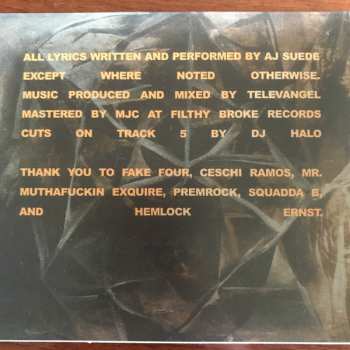 ALL LYRICS WRITTEN AND PERFORMED BY AJ SUEDE
EXCEPT WHERE NOTED OTHERWISE.
MUSIC PRODUCED AND MIXED BY TELEVANGEL
MASTERED BY MJC AT FILTHY BROKE RECORDS
CUTS ON TRACK 5 BY DJ HALO
THANK YOU TO FAKE FOUR, CESCHI RAMOS, MR.
MUTHAFUCKIN EXQUIRE, PREMROCK, SQUADDA B,
AND HEMLOCK ERNST.